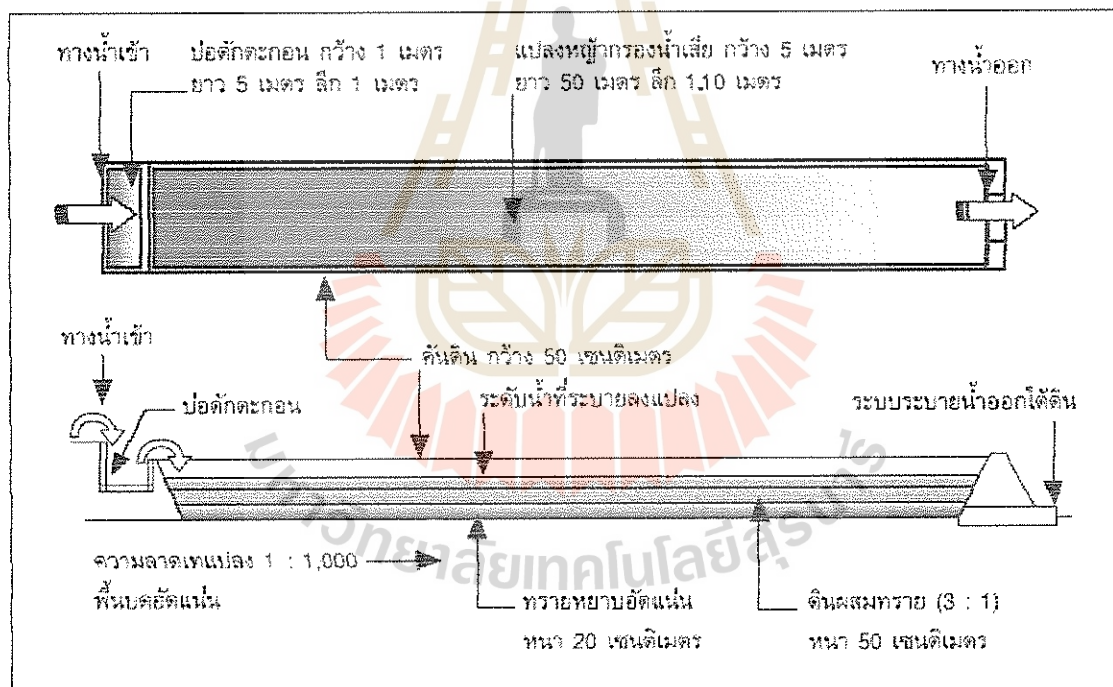 ทางน้ำเข้า
บ่อดักตะกอน กว้าง 1 เมตร
ยาว 5 เมตร ลึก 1 เมตร
แปลงหญ้ากรองน้ำเสีย กว้าง 5 เมตร
ยาว 50 เมตร ลึก 1.10 เมตร
ทางน้ำออก
ทางน้ำเข้า
คันดิน กว้าง 50 เซนติเมตร
บ่อดักตะกอน
ระดับน้ำที่ระบายลงแปลง
ระบบระบายน้ำออกใต้ดิน
ความลาดเทแปลง 1 : 1,000
พื้นบดอัดแน่น
ทรายหยาบอัดแน่น
หนา 20 เซนติเมตร
ดินผสมทราย (3 : 1)
หนา 50 เซนติเมตร
มหาวิทยาลัยเทคโนโลยีสุรนารี